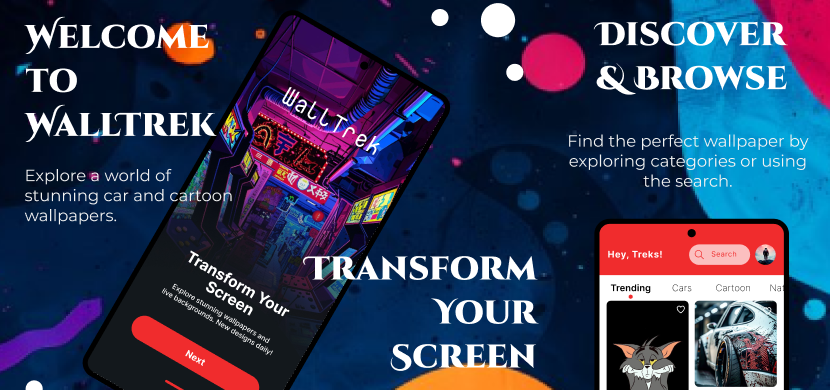 Welcome
to
WallTrek
Explore a world of
stunning car and cartoon
wallpapers.
WallTrek
Transform Your
Screen
Explore stunning wallpapers and
live backgrounds. New designs daily!
Next
Transform
Your
Screen
Discover
& Browse
Find the perfect wallpaper by
exploring categories or using
the search.
Hey, Treks!
Search
Trending Cars Cartoon Nat